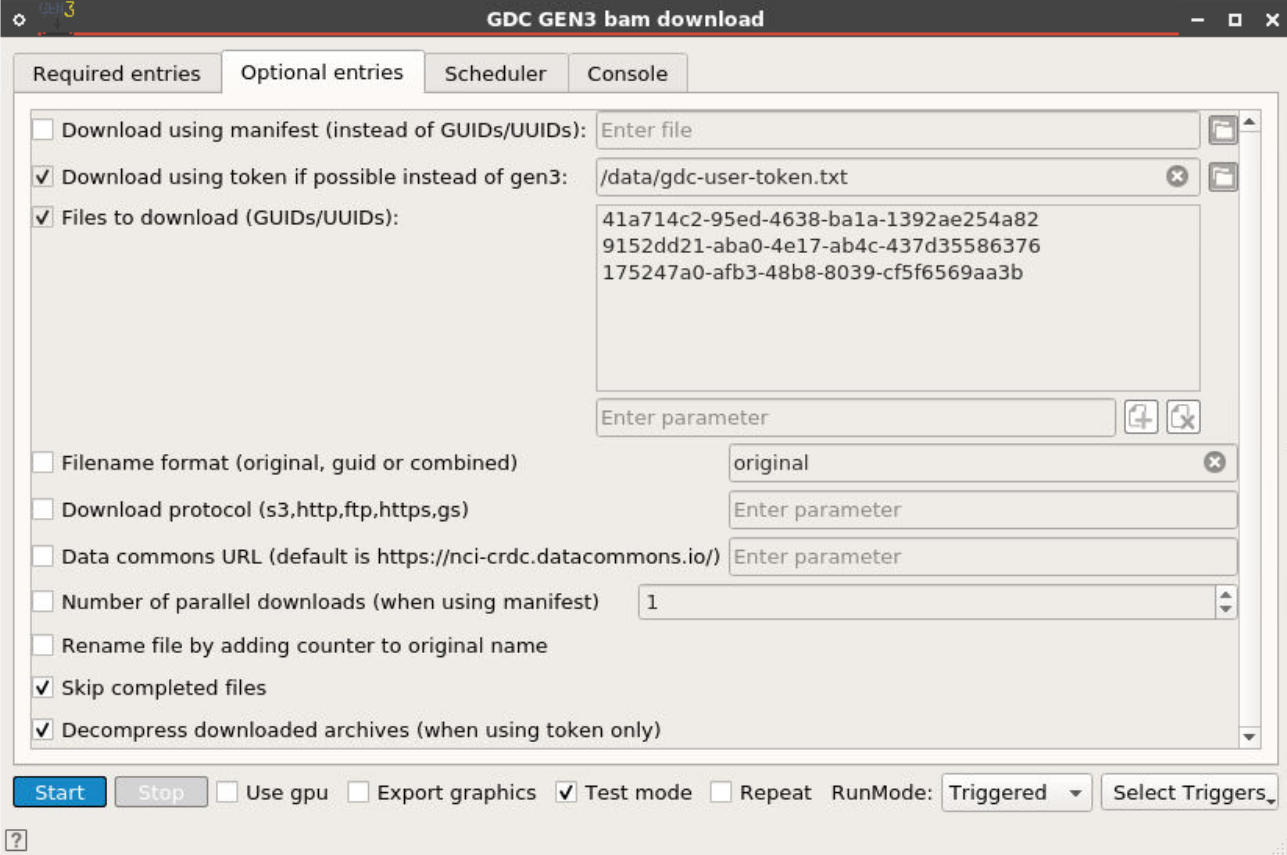 GDC GEN3 bam download
Required entries Optional entries Scheduler Console
Download using manifest (instead of GUIDs/UUIDs): Enter file
Download using token if possible instead of gen3: /data/gdc-user-token.txt
Files to download (GUIDs/UUIDs): 41a714c2-95ed-4638-ba1a-1392ae254a82
9152dd21-aba0-4e17-ab4c-437d35586376
175247a0-afb3-48b8-8039-cf5f6569aa3b
Enter parameter
Filename format (original, guid or combined) original
Download protocol (s3,http,ftp,https,gs) Enter parameter
Data commons URL (default is https://nci-crdc.datacommons.io/) Enter parameter
Number of parallel downloads (when using manifest) 1
Rename file by adding counter to original name
Skip completed files
Decompress downloaded archives (when using token only)
Start Stop Use gpu Export graphics Test mode Repeat RunMode: Triggered Select Triggers
?